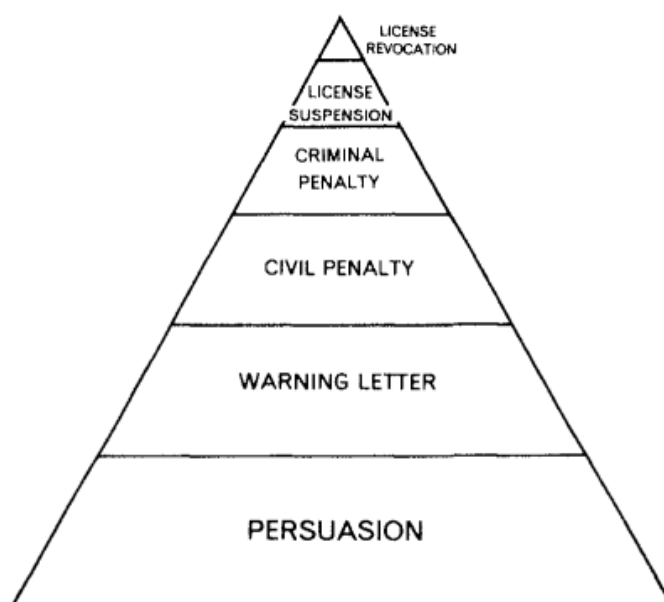 LICENSE
REVOCATION
LICENSE
SUSPENSION
CRIMINAL
PENALTY
CIVIL PENALTY
WARNING LETTER
PERSUASION